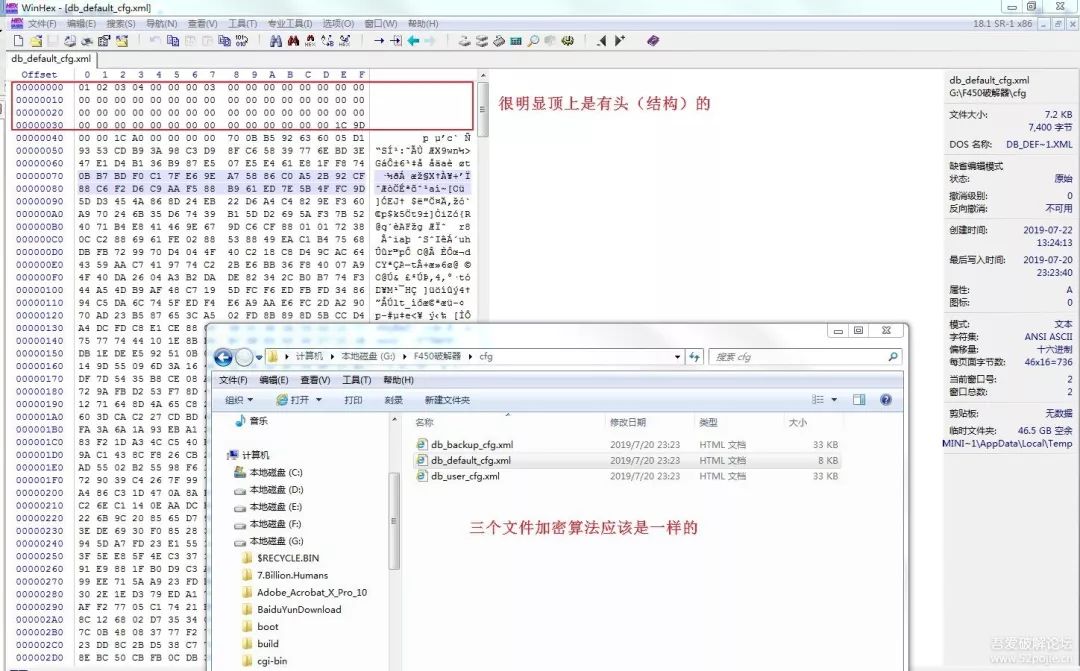 WinHex - [db_default_cfg.xml]
文件(F) 编辑(E) 搜索(S) 导航(N) 查看(V) 工具(T) 专业工具(I) 选项(O) 窗口(W) 帮助(H)
18.1 SR-1 x86
db_default_cfg.xml
Offset 0 1 2 3 4 5 6 7 8 9 A B C D E F
00000000 01 02 03 04 00 00 00 03 00 00 00 00 00 00 00 00
00000010 00 00 00 00 00 00 00 00 00 00 00 00 00 00 00 00
00000020 00 00 00 00 00 00 00 00 00 00 00 00 00 00 00 00
00000030 00 00 00 00 00 00 00 00 00 00 00 00 00 00 1C 9D
很明显顶上是有头（结构）的
00000040 00 00 1C A0 00 00 00 00 70 0B B5 92 63 60 05 D1
00000050 93 53 CD B9 3A 98 C3 D9 8F C6 58 39 77 6E BD 3E
00000060 47 E1 D4 B1 36 B9 87 E5 07 E5 E4 61 E8 1F F8 74
00000070 0B B7 BD F0 C1 7F 6E 9E A7 58 86 C0 A5 2B 92 CF
00000080 88 C6 F2 D6 C9 AA F5 88 B9 61 ED 7E 5B 4F FC 9D
00000090 5D D3 45 4A 86 8D 24 EB 22 D6 A4 C4 82 9E F3 60
000000A0 A9 70 24 6B 35 D6 74 39 B1 5D D2 69 5A F3 7B 52
000000B0 40 71 B4 E8 41 46 9E 67 9D C6 CF 88 01 01 72 38
000000C0 0C C2 88 69 61 FE 02 88 53 88 49 EA C1 B4 75 68
000000D0 DB FB 72 99 70 D4 04 4F 40 C2 18 C8 D4 9C AC 64
000000E0 43 59 AA C7 41 97 74 C2 2B E6 BB 36 F8 40 07 A9
000000F0 4F 40 DA 26 04 A3 B2 DA DE 82 34 2C B0 B7 74 F3
00000100 44 A5 4D B9 AF 48 C7 19 5D FC F6 ED FB FD 34 86
00000110 94 C5 DA 6C 74 5F ED F4 E6 A9 AA E6 FC 2D A2 90
00000120 70 AD 23 B5 87 65 3C A5 02 FD 8B 89 8D 5B CC D4
00000130 A4 DC FD C8 E1 CE 88
00000140 75 77 74 44 10 1E 8B
00000150 DB 1E DE E5 92 51 0B
00000160 14 9D 55 09 6D 3A 16
00000170 DF 7D 54 35 B8 CE 08
00000180 72 9A FB D2 53 F7 8D
00000190 12 71 64 8D 4A 65 C8
000001A0 60 3D CA C2 27 CD BD
000001B0 FA 3A 6A 1A 93 EB A1
000001C0 83 F2 1D A3 4C C5 40
000001D0 9A C1 43 8C F8 26 CB
000001E0 AD 55 02 B2 55 98 F6
000001F0 72 90 39 C4 26 7F 99
00000200 A4 86 C3 1D 47 0A 8A
00000210 C2 6E C1 14 0E AA DC
00000220 22 6B 9C 20 85 65 D7
00000230 3E DE 69 30 F0 85 28
00000240 94 5D A7 FD 23 E1 55
00000250 3F 5E E8 5F 4E C3 37
00000260 91 E9 88 1F B0 D9 C3
00000270 99 EE 71 5A A9 23 FD
00000280 30 2E 1E D3 79 ED A1
00000290 AF F2 77 05 C1 74 21
000002A0 8C 12 68 02 D7 35 34
000002B0 7C 0B 48 08 37 77 F2
000002C0 23 DD 8C 2B D5 38 C7
000002D0 8E BC 50 CB FB 0C DB
db_default_cfg.xml
G:\F450破解器\cfg
文件大小: 7.2 KB
7,400 字节
DOS 名称: DB_DEF~1.XML
缺省编辑模式
状态: 原始
撤消级别: 0
反向撤消: 不可用
创建时间: 2019-07-22
13:24:13
最后写入时间: 2019-07-20
23:23:40
属性: A
图标: 0
模式: 文本
字符集: ANSI ASCII
偏移量: 十六进制
每页面字节数: 46x16=736
当前窗口号: 2
窗口总数: 2
剪贴板: 无数据
临时文件夹: 46.5 GB 空余
MINI~1\AppData\Local\Temp
计算机 本地磁盘 (G:) F450破解器 cfg
搜索 cfg
文件(F) 编辑(E) 查看(V) 工具(T) 帮助(H)
组织 打开 打印 刻录 新建文件夹
音乐
计算机
本地磁盘 (C:)
本地磁盘 (D:)
本地磁盘 (E:)
本地磁盘 (F:)
本地磁盘 (G:)
$RECYCLE.BIN
7.Billion.Humans
Adobe_Acrobat_X_Pro_10
BaiduYunDownload
boot
build
cgi-bin
名称 修改日期 类型 大小
db_backup_cfg.xml 2019/7/20 23:23 HTML 文档 33 KB
db_default_cfg.xml 2019/7/20 23:23 HTML 文档 8 KB
db_user_cfg.xml 2019/7/20 23:23 HTML 文档 33 KB
三个文件加密算法应该是一样的
吾爱破解论坛
www.52pojie.cn